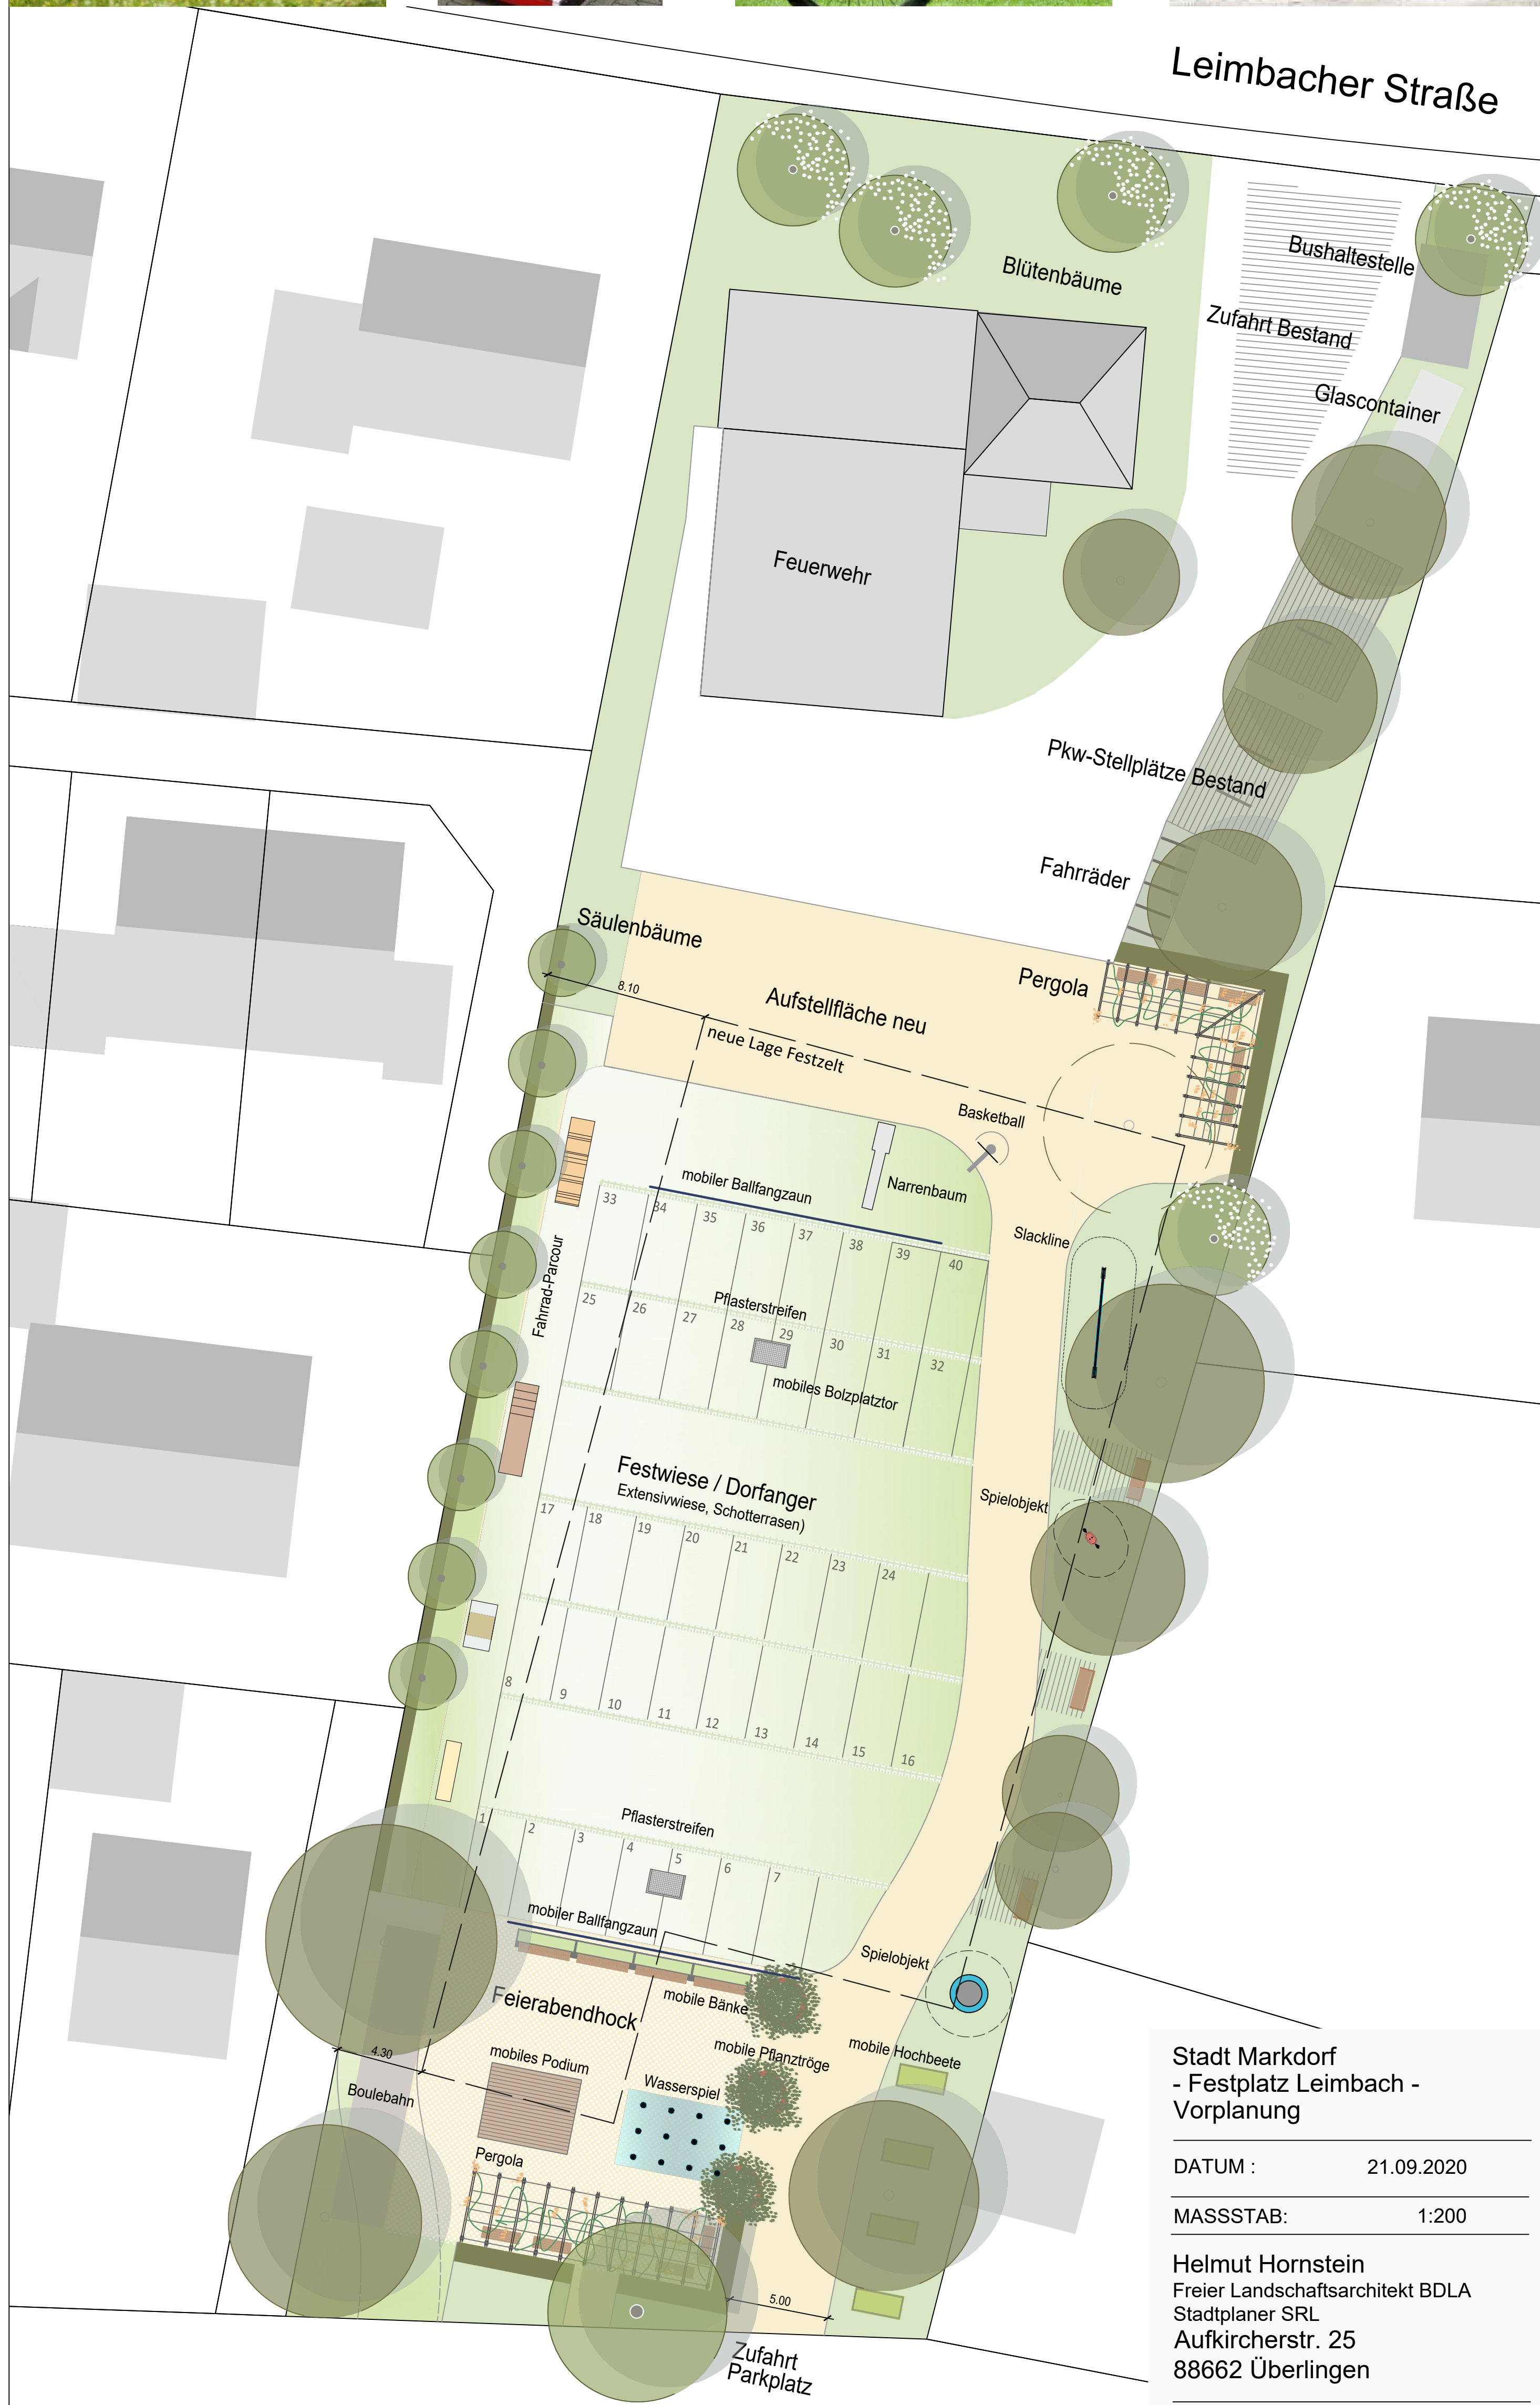 Leimbacher Straße
Blütenbäume
Bushaltestelle
Zufahrt Bestand
Glascontainer
Feuerwehr
Pkw-Stellplätze Bestand
Fahrräder
Säulenbäume
Pergola
8.10
Aufstellfläche neu
neue Lage Festzelt
Basketball
mobiler Ballfangzaun
Narrenbaum
Slackline
33
34
35
36
37
38
39
40
Fahrrad-Parcour
Pflasterstreifen
25
26
27
28
29
30
31
32
mobiles Bolzplatztor
Festwiese / Dorfanger
Extensivwiese, Schotterrasen)
Spielobjekt
17
18
19
20
21
22
23
24
8
9
10
11
12
13
14
15
16
Pflasterstreifen
1
2
3
4
5
6
7
mobiler Ballfangzaun
Spielobjekt
Feierabendhock
mobile Bänke
mobile Pflanztröge
mobile Hochbeete
4.30
mobiles Podium
Wasserspiel
Boulebahn
Pergola
5.00
Zufahrt
Parkplatz
Stadt Markdorf
- Festplatz Leimbach -
Vorplanung
DATUM : 21.09.2020
MASSSTAB: 1:200
Helmut Hornstein
Freier Landschaftsarchitekt BDLA
Stadtplaner SRL
Aufkircherstr. 25
88662 Überlingen